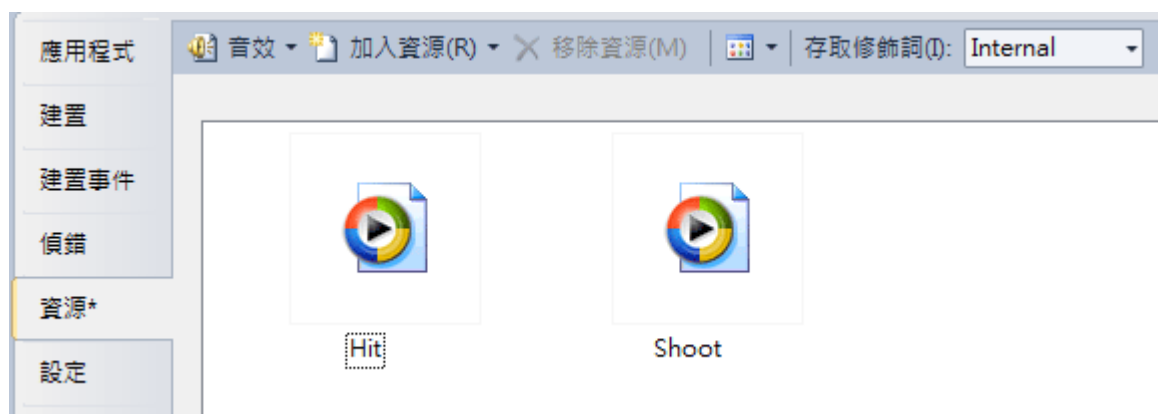 應用程式
建置
建置事件
偵錯
資源*
設定
音效 加入資源(R) 移除資源(M) 存取修飾詞(I): Internal
Hit Shoot